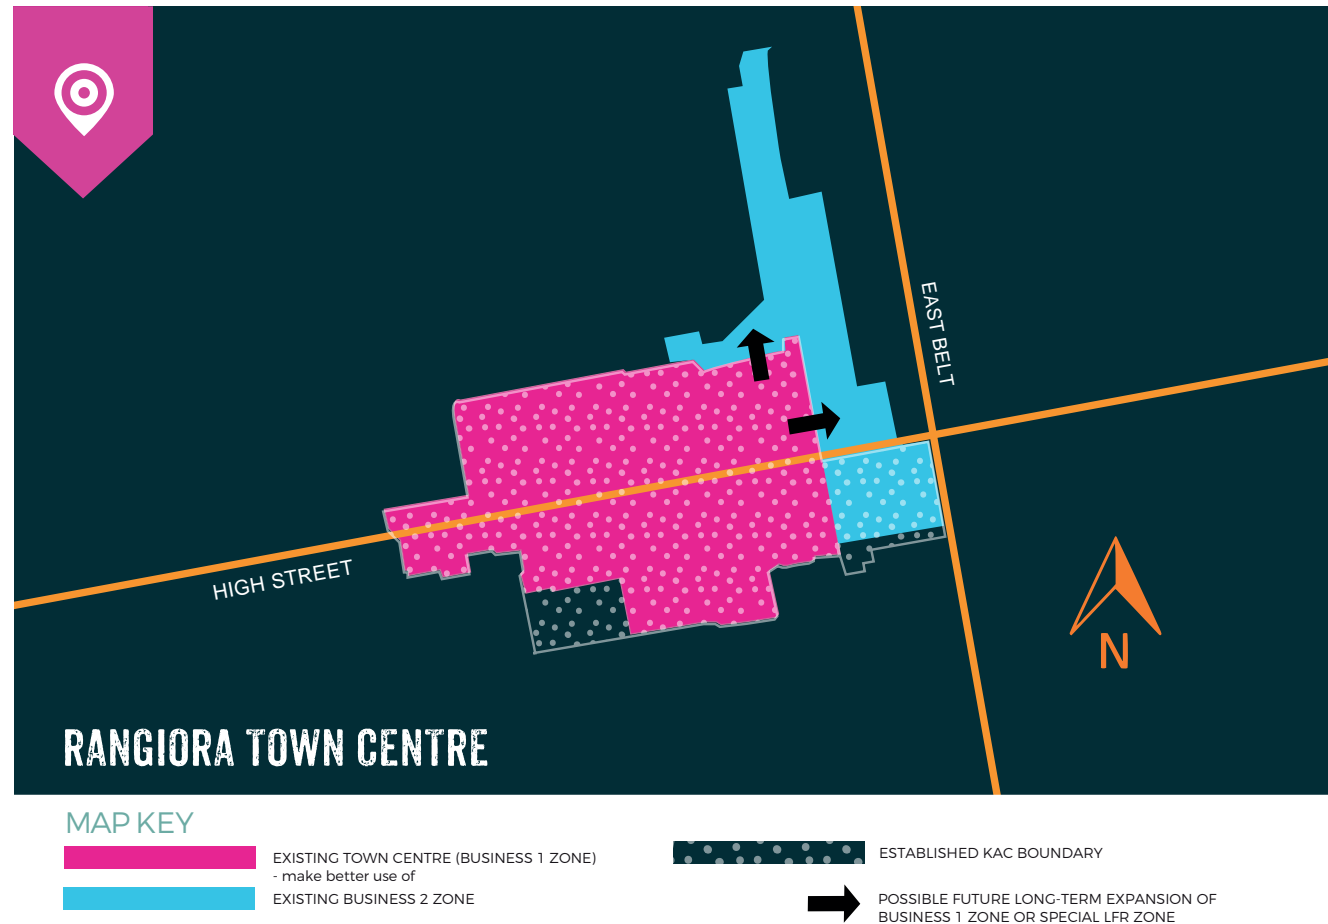 EAST BELT
HIGH STREET
N
RANGIORA TOWN CENTRE
MAP KEY
EXISTING TOWN CENTRE (BUSINESS 1 ZONE)
- make better use of
EXISTING BUSINESS 2 ZONE
ESTABLISHED KAC BOUNDARY
POSSIBLE FUTURE LONG-TERM EXPANSION OF
BUSINESS 1 ZONE OR SPECIAL LFR ZONE